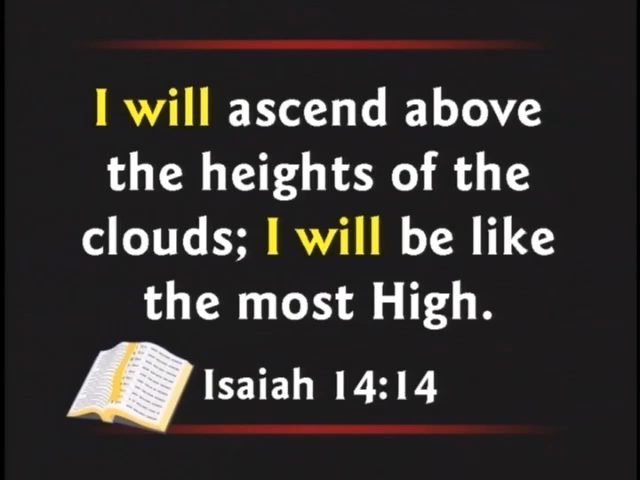 I will ascend above
the heights of the
clouds; I will be like
the most High.
Isaiah 14:14